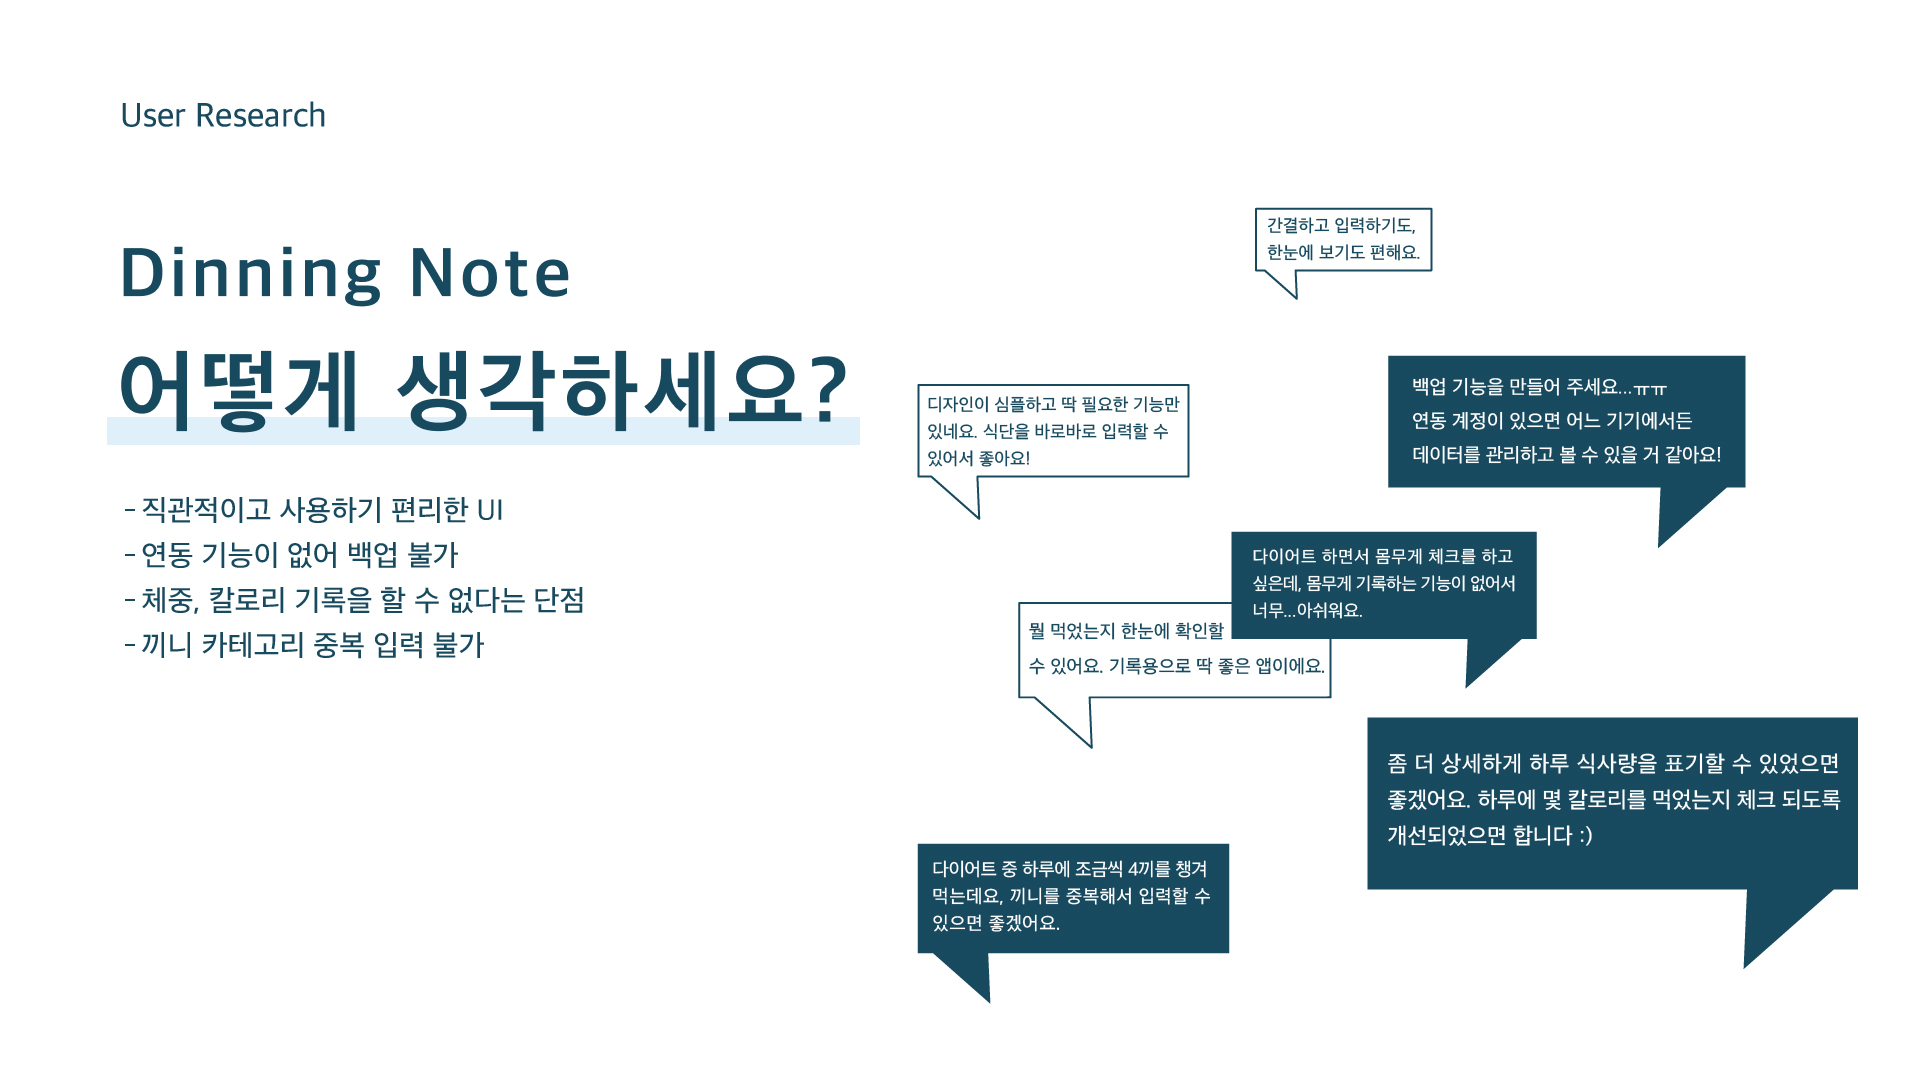 User Research
Dinning Note
어떻게 생각하세요?
- 직관적이고 사용하기 편리한 UI
- 연동 기능이 없어 백업 불가
- 체중, 칼로리 기록을 할 수 없다는 단점
- 끼니 카테고리 중복 입력 불가
간결하고 입력하기도,
한눈에 보기도 편해요.
디자인이 심플하고 딱 필요한 기능만
있네요. 식단을 바로바로 입력할 수
있어서 좋아요!
백업 기능을 만들어 주세요...ㅠㅠ
연동 계정이 있으면 어느 기기에서든
데이터를 관리하고 볼 수 있을 거 같아요!
다이어트 하면서 몸무게 체크를 하고
싶은데, 몸무게 기록하는 기능이 없어서
너무...아쉬워요.
뭘 먹었는지 한눈에 확인할
수 있어요. 기록용으로 딱 좋은 앱이에요.
좀 더 상세하게 하루 식사량을 표기할 수 있었으면
좋겠어요. 하루에 몇 칼로리를 먹었는지 체크 되도록
개선되었으면 합니다 :)
다이어트 중 하루에 조금씩 4끼를 챙겨
먹는데요, 끼니를 중복해서 입력할 수
있으면 좋겠어요.